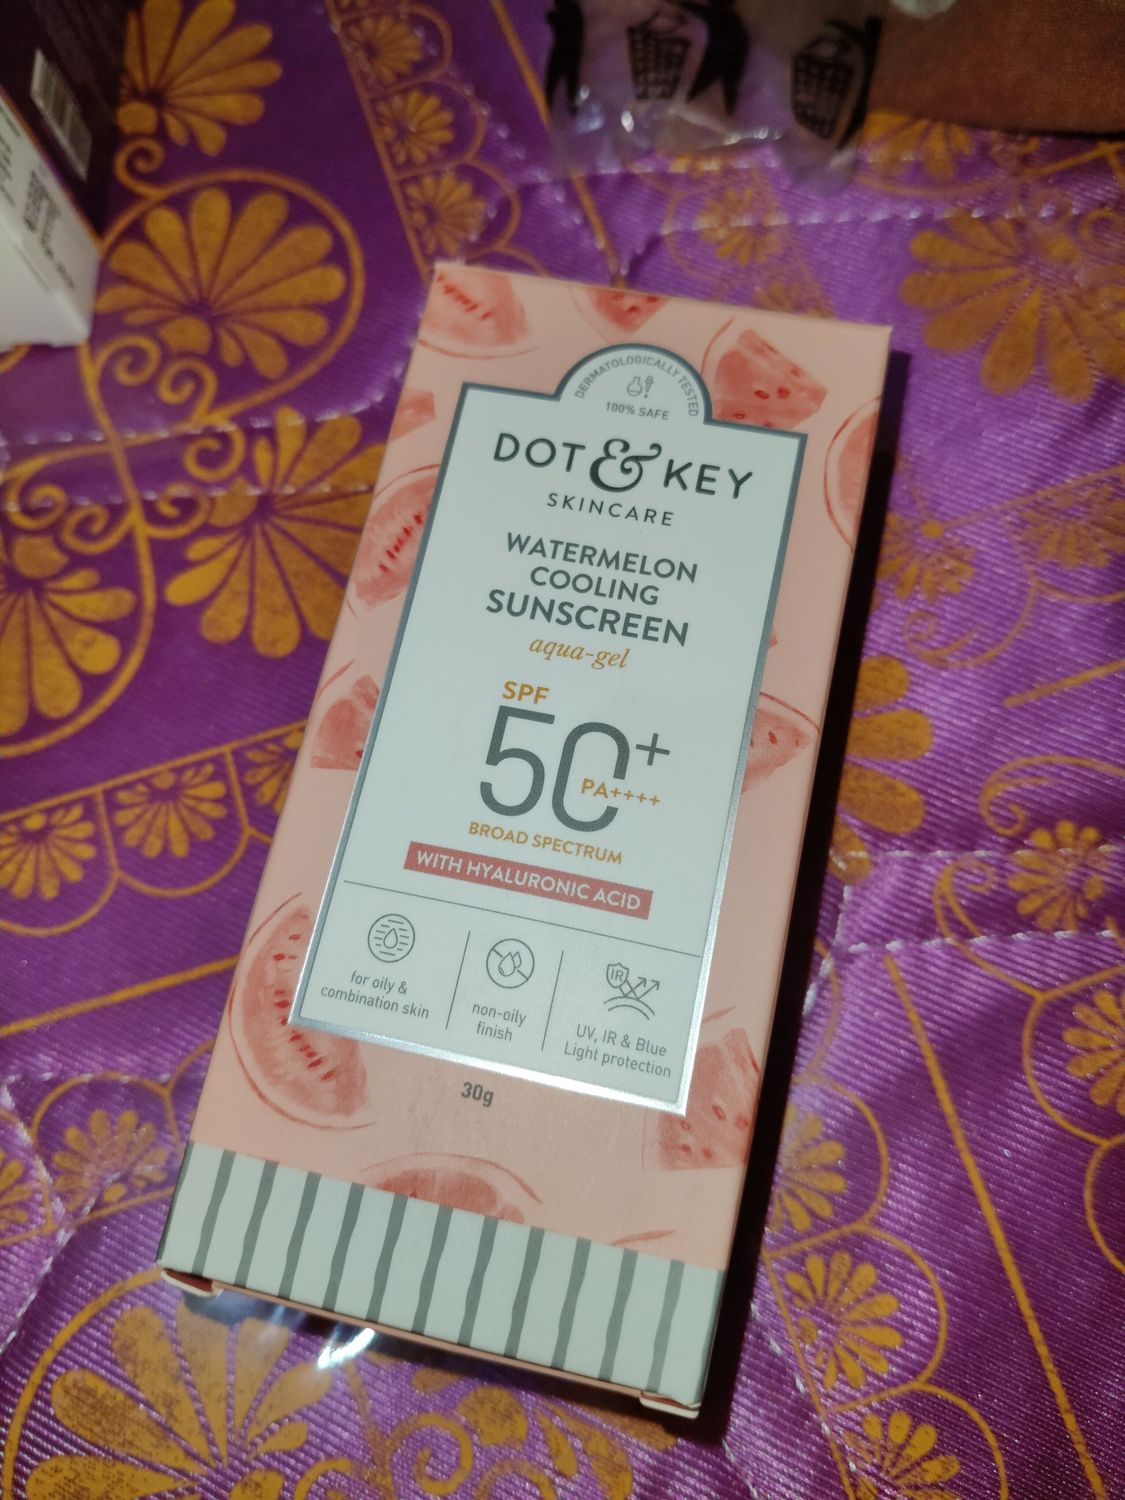 DERMATOLOGICALLY TESTED
100% SAFE
DOT & KEY
SKINCARE
WATERMELON
COOLING
SUNSCREEN
aqua-gel
SPF
50+
PA++++
BROAD SPECTRUM
WITH HYALURONIC ACID
for oily &
combination skin
non-oily
finish
IR
UV, IR & Blue
Light protection
30g